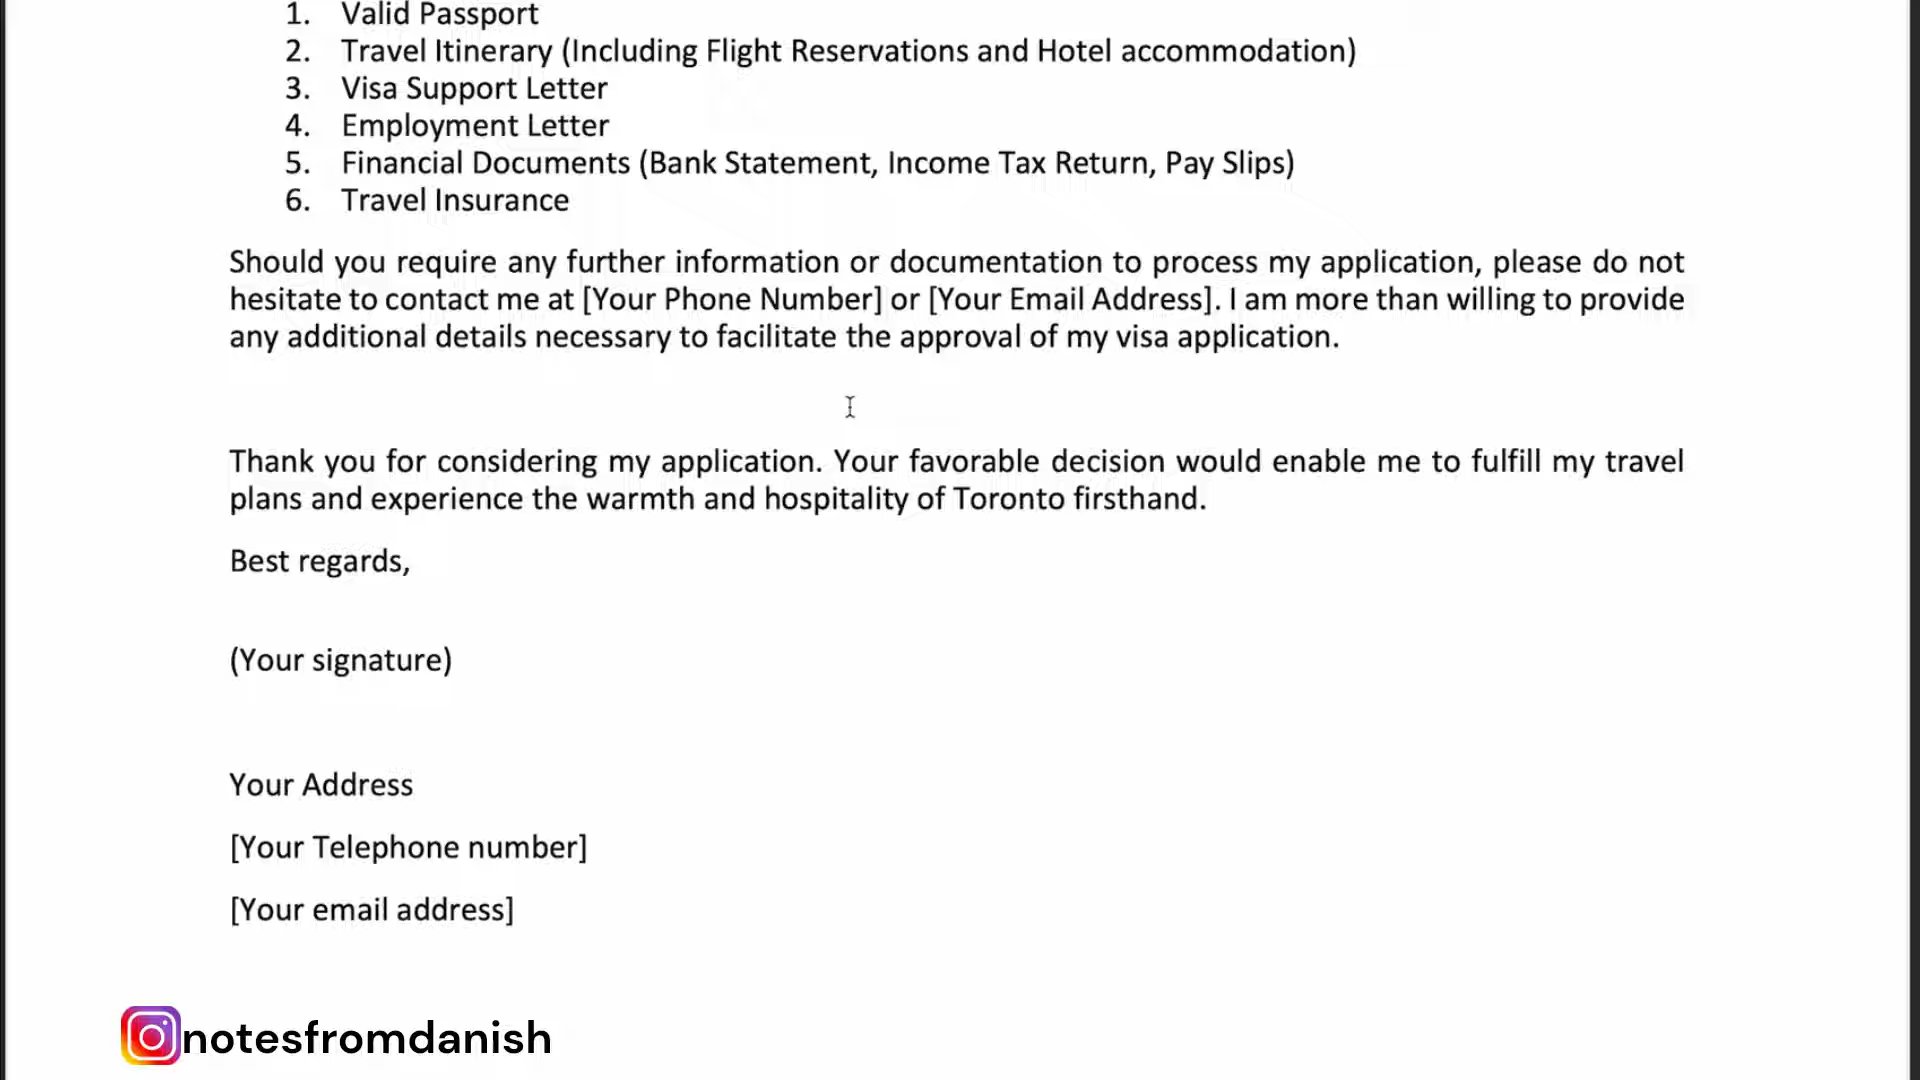 1. Valid Passport
2. Travel Itinerary (Including Flight Reservations and Hotel accommodation)
3. Visa Support Letter
4. Employment Letter
5. Financial Documents (Bank Statement, Income Tax Return, Pay Slips)
6. Travel Insurance
Should you require any further information or documentation to process my application, please do not
hesitate to contact me at [Your Phone Number] or [Your Email Address]. I am more than willing to provide
any additional details necessary to facilitate the approval of my visa application.
Thank you for considering my application. Your favorable decision would enable me to fulfill my travel
plans and experience the warmth and hospitality of Toronto firsthand.
Best regards,
(Your signature)
Your Address
[Your Telephone number]
[Your email address]
notesfromdanish